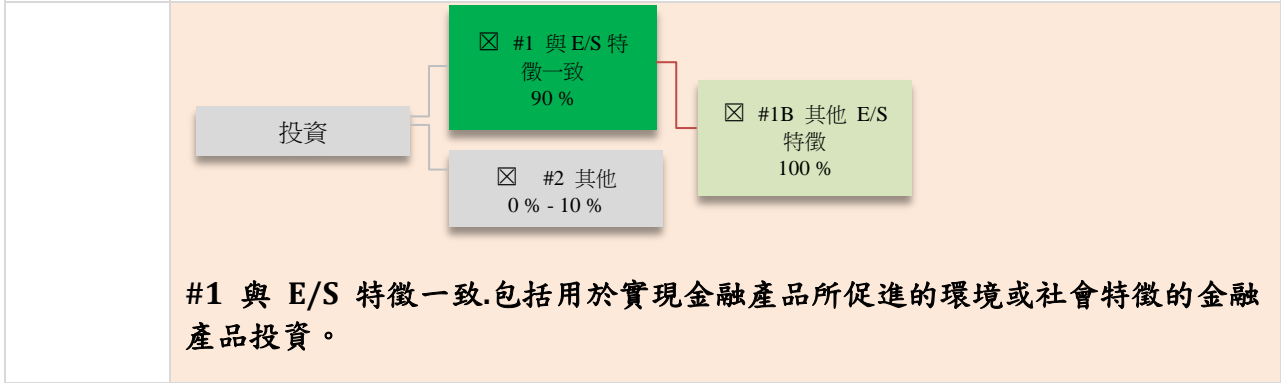 ☒ #1 與 E/S 特
徵一致
90 %
投資
☒ #1B 其他 E/S
特徵
100 %
☒ #2 其他
0 % - 10 %
#1 與 E/S 特徵一致.包括用於實現金融產品所促進的環境或社會特徵的金融
產品投資。